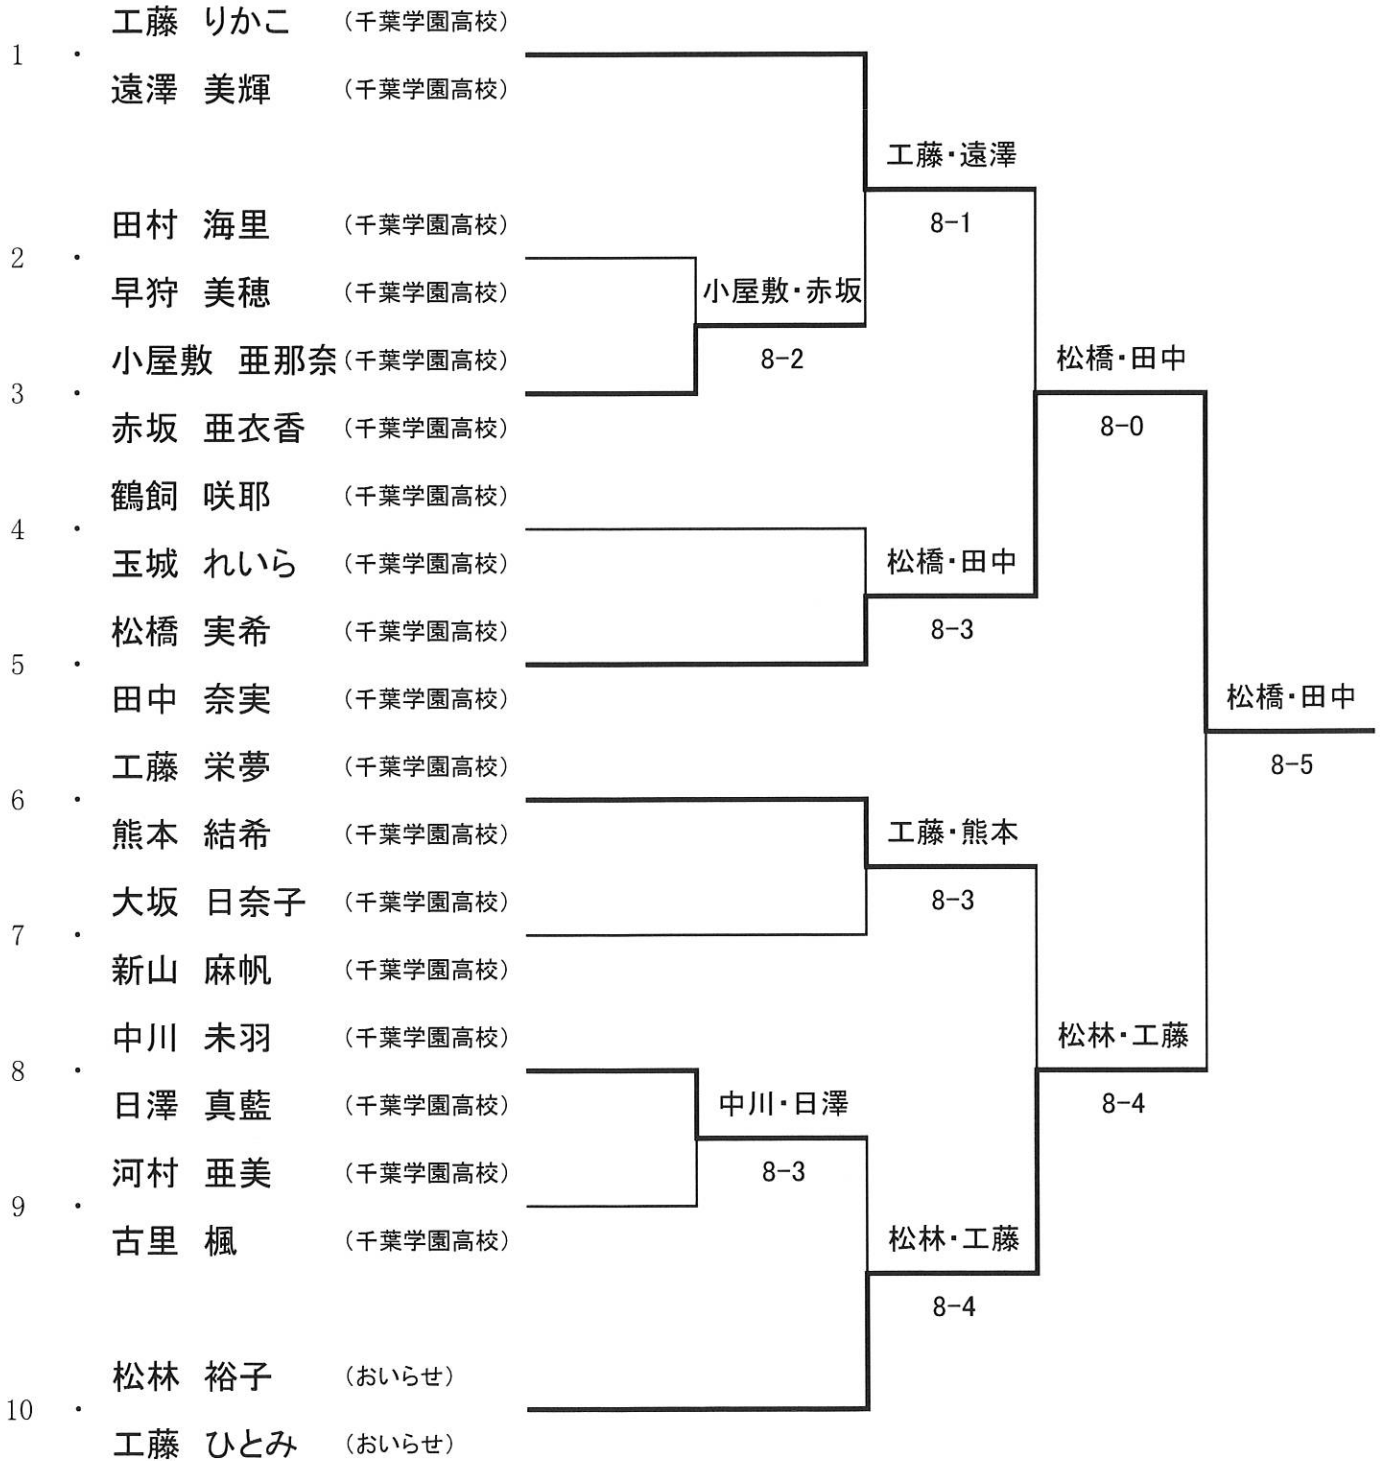 工藤 りかこ (千葉学園高校)
1 ・
遠澤 美輝 (千葉学園高校)
工藤・遠澤
田村 海里 (千葉学園高校) 8-1
2 ・
早狩 美穂 (千葉学園高校) 小屋敷・赤坂
小屋敷 亜那奈 (千葉学園高校) 8-2 松橋・田中
3 ・
赤坂 亜衣香 (千葉学園高校) 8-0
鶴飼 咲耶 (千葉学園高校)
4 ・
玉城 れいら (千葉学園高校) 松橋・田中
松橋 実希 (千葉学園高校) 8-3
5 ・
田中 奈実 (千葉学園高校) 松橋・田中
工藤 栄夢 (千葉学園高校) 8-5
6 ・
熊本 結希 (千葉学園高校) 工藤・熊本
大坂 日奈子 (千葉学園高校) 8-3
7 ・
新山 麻帆 (千葉学園高校)
中川 未羽 (千葉学園高校) 松林・工藤
8 ・
日澤 真藍 (千葉学園高校) 中川・日澤 8-4
河村 亜美 (千葉学園高校) 8-3
9 ・
古里 楓 (千葉学園高校) 松林・工藤
8-4
松林 裕子 (おいらせ)
10 ・
工藤 ひとみ (おいらせ)